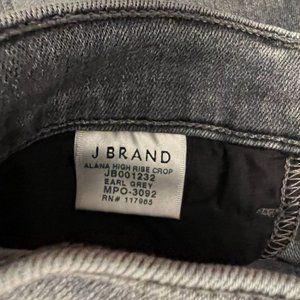 J BRAND
ALANA HIGH RISE CROP
JB001232
EARL GREY
MPO-3092
RN# 117965